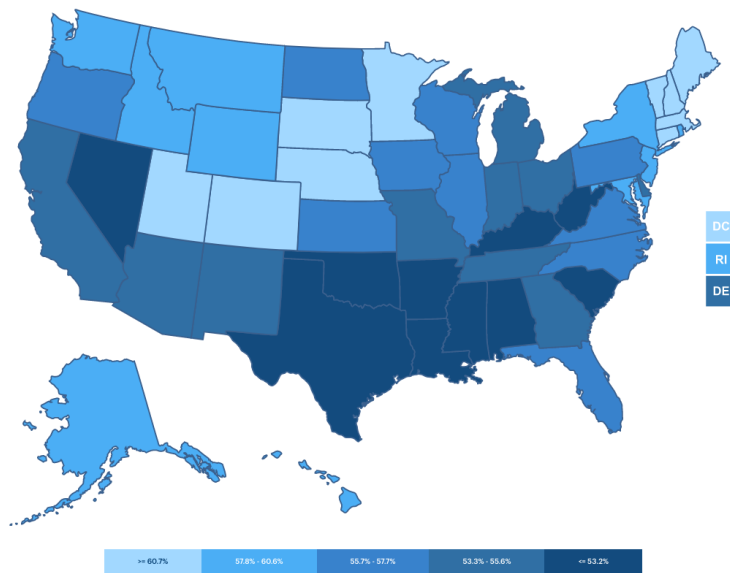 DC
RI
DE
>= 60.7%
57.8% - 60.6%
55.7% - 57.7%
53.3% - 55.6%
<= 53.2%